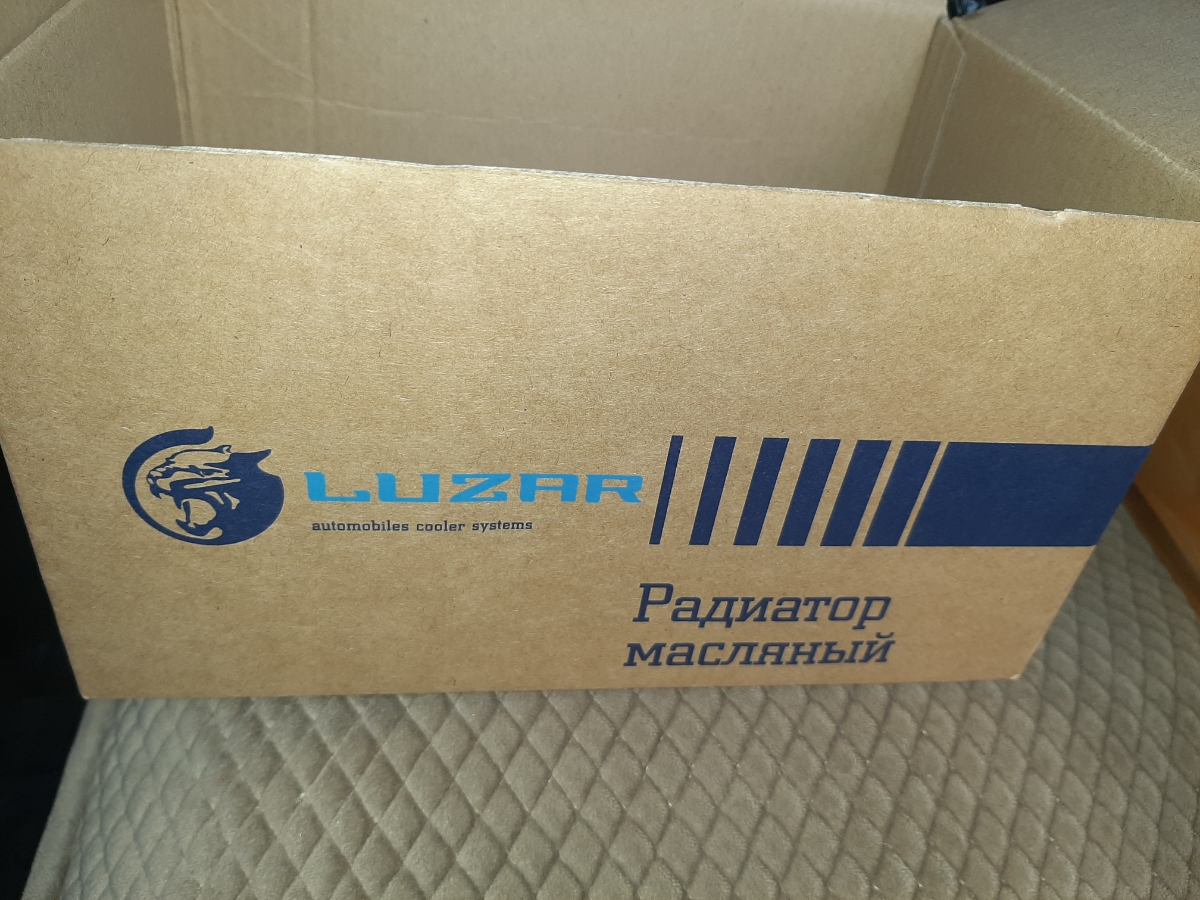 LUZAR
automobiles cooler systems
Радиатор
масляный